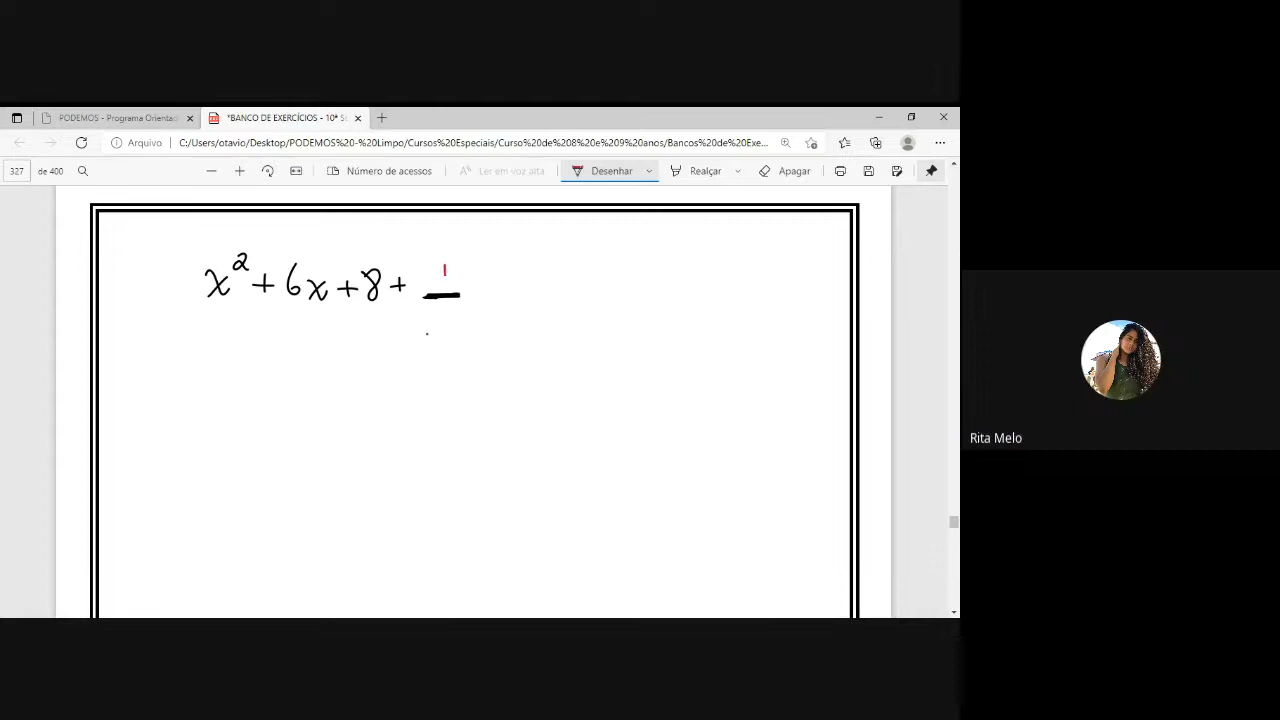 PODEMOS - Programa Orientad
*BANCO DE EXERCÍCIOS - 10ª S
Arquivo
C:/Users/otavio/Desktop/PODEMOS%20-%20Limpo/Cursos%20Especiais/Curso%20de%208%20e%209%20anos/Bancos%20de%20Exe...
327 de 400
Número de acessos
Ler em voz alta
Desenhar
Realçar
Apagar
x² + 6x + 8 + 1
Rita Melo